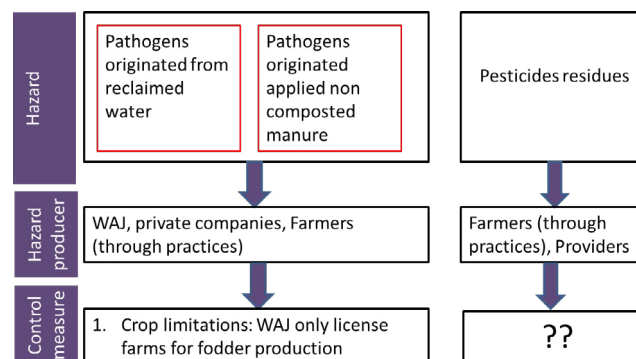 Hazard
Pathogens
originated from
reclaimed
water
Pathogens
originated
applied non
composted
manure
Pesticides residues
Hazard
producer
WAJ, private companies, Farmers
(through practices)
Farmers (through
practices), Providers
Control
measure
1. Crop limitations: WAJ only license
farms for fodder production
??